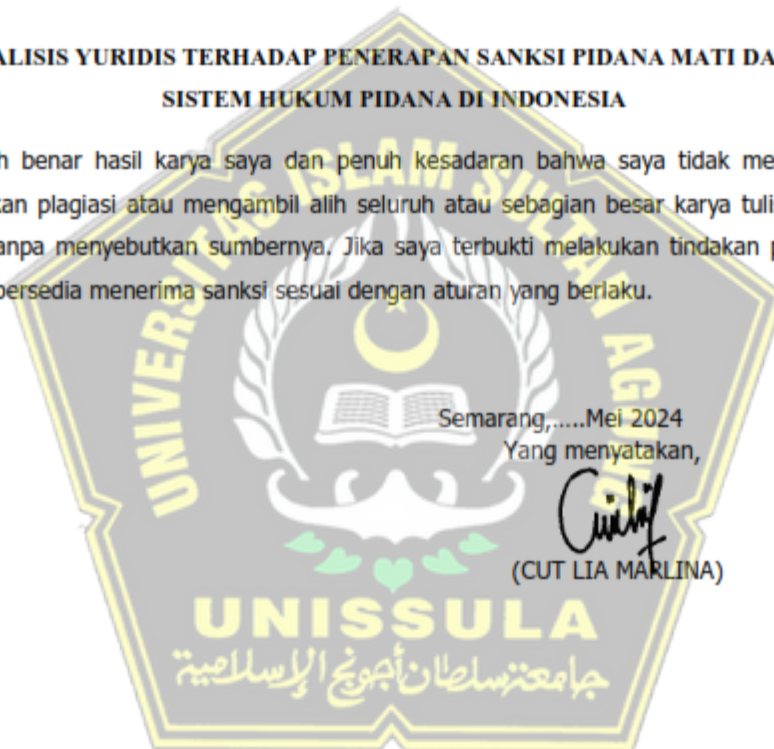 ALISIS YURIDIS TERHADAP PENERAPAN SANKSI PIDANA MATI DA
SISTEM HUKUM PIDANA DI INDONESIA
h benar hasil karya saya dan penuh kesadaran bahwa saya tidak me
kan plagiasi atau mengambil alih seluruh atau sebagian besar karya tuli
anpa menyebutkan sumbernya. Jika saya terbukti melakukan tindakan p
bersedia menerima sanksi sesuai dengan aturan yang berlaku.
UNIVERSITAS ISLAM SULTAN AGUNG
Semarang,.....Mei 2024
Yang menyatakan,
(CUT LIA MARLINA)
UNISSULA
جامعتسلطان أجونج الإسلامية